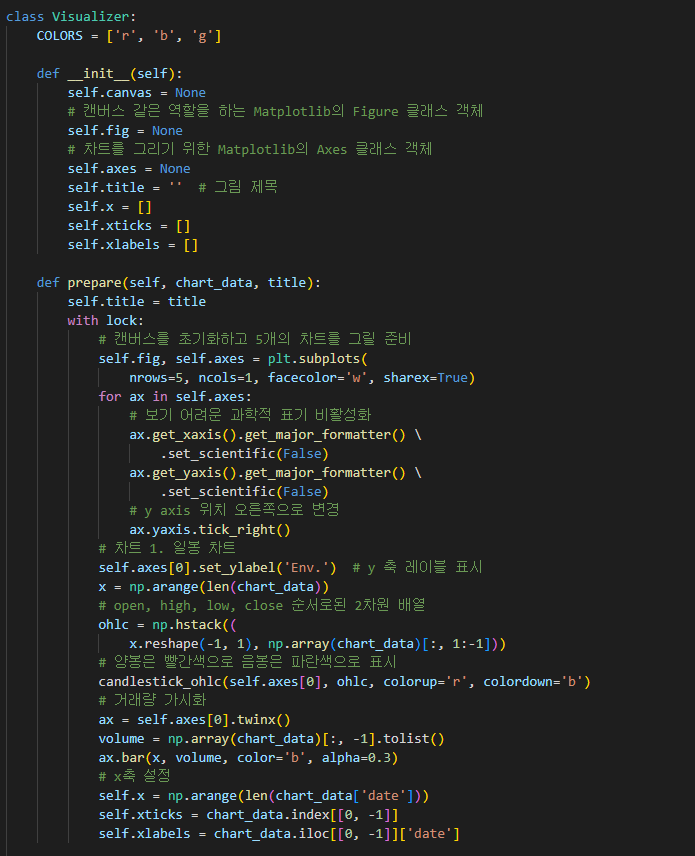 class Visualizer:
    COLORS = ['r', 'b', 'g']

    def __init__(self):
        self.canvas = None
        # 캔버스 같은 역할을 하는 Matplotlib의 Figure 클래스 객체
        self.fig = None
        # 차트를 그리기 위한 Matplotlib의 Axes 클래스 객체
        self.axes = None
        self.title = ''  # 그림 제목
        self.x = []
        self.xticks = []
        self.xlabels = []

    def prepare(self, chart_data, title):
        self.title = title
        with lock:
            # 캔버스를 초기화하고 5개의 차트를 그릴 준비
            self.fig, self.axes = plt.subplots(
                nrows=5, ncols=1, facecolor='w', sharex=True)
            for ax in self.axes:
                # 보기 어려운 과학적 표기 비활성화
                ax.get_xaxis().get_major_formatter() \
                    .set_scientific(False)
                ax.get_yaxis().get_major_formatter() \
                    .set_scientific(False)
                # y axis 위치 오른쪽으로 변경
                ax.yaxis.tick_right()
            # 차트 1. 일봉 차트
            self.axes[0].set_ylabel('Env.')  # y 축 레이블 표시
            x = np.arange(len(chart_data))
            # open, high, low, close 순서로된 2차원 배열
            ohlc = np.hstack((
                x.reshape(-1, 1), np.array(chart_data)[:, 1:-1]))
            # 양봉은 빨간색으로 음봉은 파란색으로 표시
            candlestick_ohlc(self.axes[0], ohlc, colorup='r', colordown='b')
            # 거래량 가시화
            ax = self.axes[0].twinx()
            volume = np.array(chart_data)[:, -1].tolist()
            ax.bar(x, volume, color='b', alpha=0.3)
            # x축 설정
            self.x = np.arange(len(chart_data['date']))
            self.xticks = chart_data.index[[0, -1]]
            self.xlabels = chart_data.iloc[[0, -1]]['date']